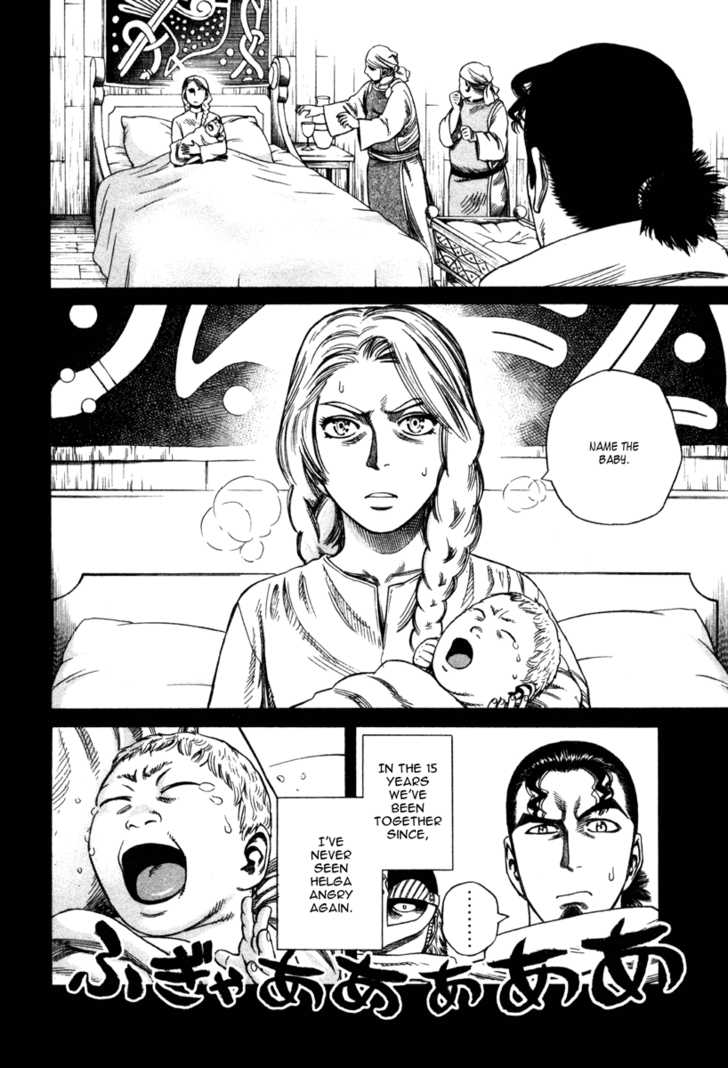 NAME THE
BABY.
IN THE 15
YEARS
WE'VE
BEEN
TOGETHER
SINCE,
I'VE
NEVER
SEEN
HELGA
ANGRY
AGAIN.
........
ふぎゃああぁああ